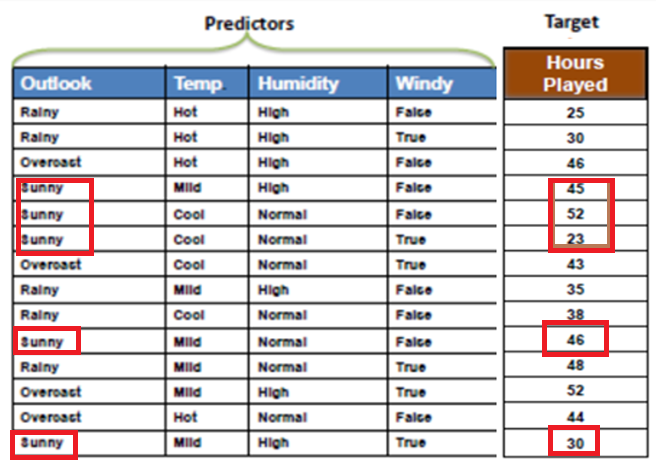 Predictors Target
Outlook Temp. Humidity Windy Hours Played
Rainy Hot High False 25
Rainy Hot High True 30
Overcast Hot High False 46
Sunny Mild High False 45
Sunny Cool Normal False 52
Sunny Cool Normal True 23
Overcast Cool Normal True 43
Rainy Mild High False 35
Rainy Cool Normal False 38
Sunny Mild Normal False 46
Rainy Mild Normal True 48
Overcast Mild High True 52
Overcast Hot Normal False 44
Sunny Mild High True 30